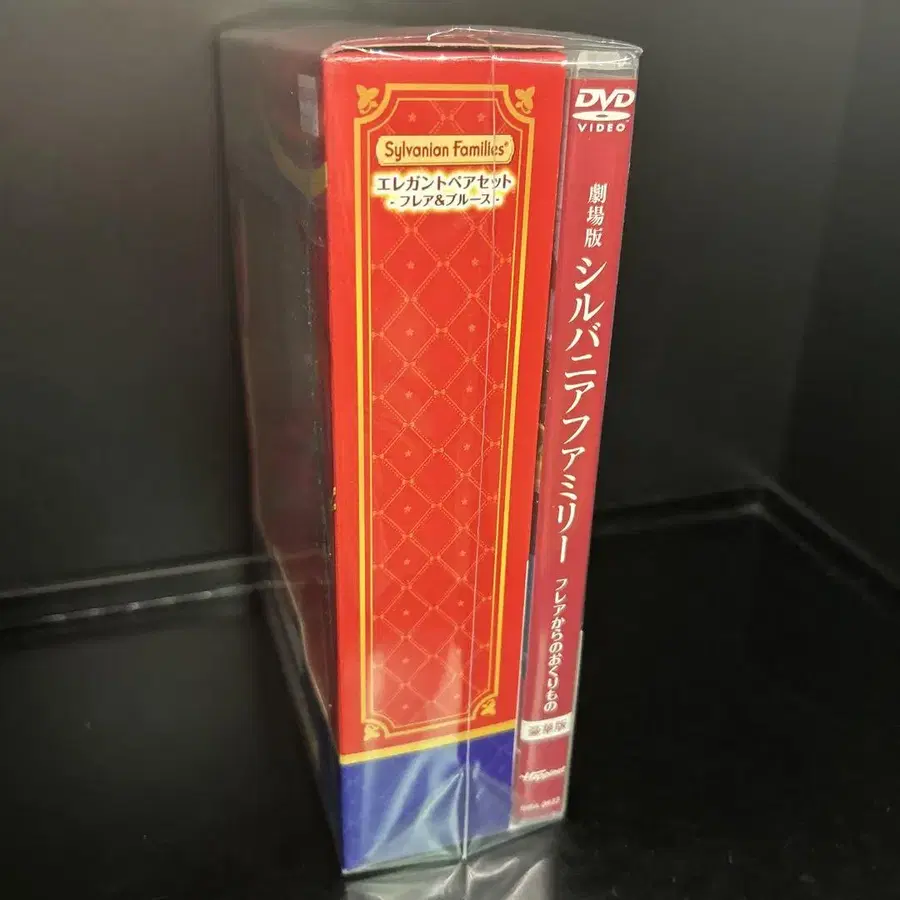 Sylvanian Families®
エレガントペアセット
- フレア&ブルース -
DVD
VIDEO
劇場版
シルバニアファミリー
フレアからのおくりもの
豪華版
Happinet